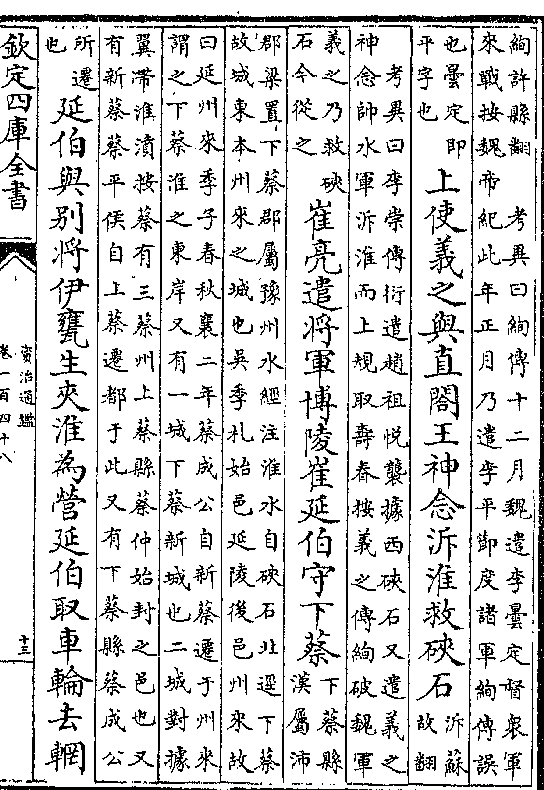 絢許縣翻 考異曰絢傳十二月魏遣李曇定督衆軍
來戰按魏帝紀此年正月乃遣李平節度諸軍絢傳誤
也曇定即
平字也
上使義之與直閤王神念泝淮救硤石
泝蘇
故翻
考異曰李崇傳衍遣趙祖悦襲據西硤石又遣義之
神念師水軍泝淮而上規取壽春按義之傳絢破魏軍
義之乃救硤
石今從之
崔亮遣將軍博陵崔延伯守下蔡
下蔡縣
漢屬沛
郡梁置下蔡郡屬豫州水經注淮水自硤石北逕下蔡
故城東本州來之城也吳季札始邑延陵後邑州來故
曰延州來季子春秋襄二年蔡成公自新蔡遷于州來
謂之下蔡淮之東岸又有一城下蔡新城也二城對據
翼帶淮濆按蔡有三蔡州上蔡縣蔡仲始封之邑也又
有新蔡蔡平侯自上蔡遷都于此又有下蔡縣蔡成公
所遷
也
延伯與別將伊甕生夾淮為營延伯取車輪去輞
欽定四庫全書
資治通鑑
卷一百四十八
十三